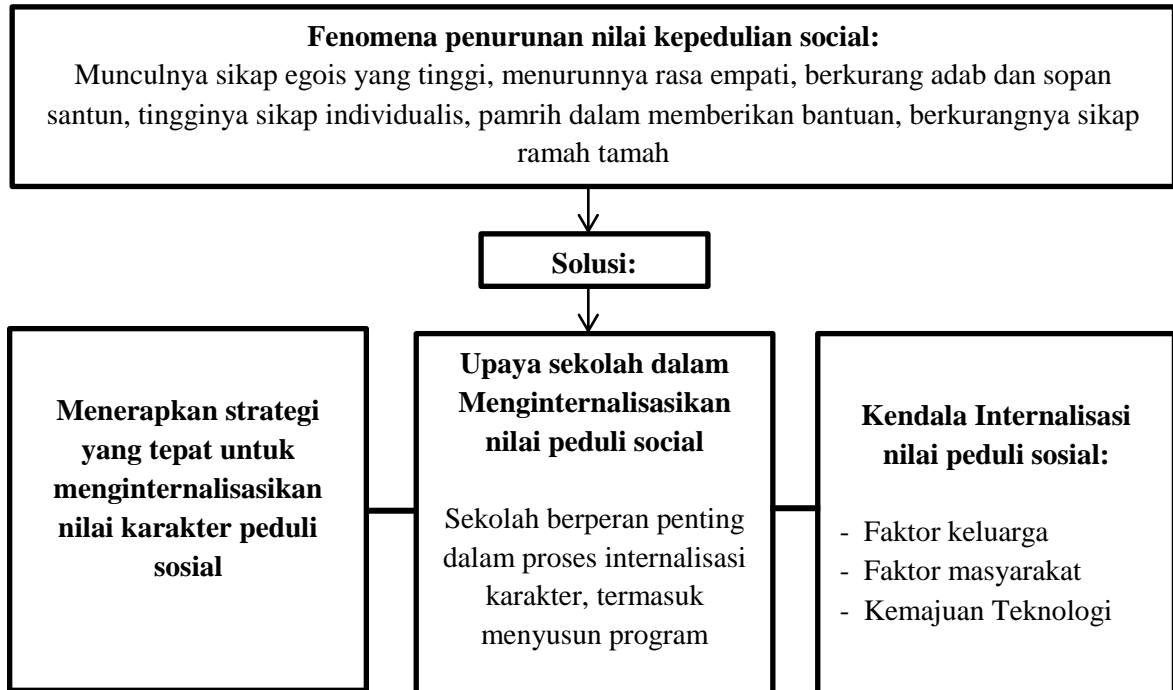 Fenomena penurunan nilai kepedulian social:
Munculnya sikap egois yang tinggi, menurunnya rasa empati, berkurang adab dan sopan
santun, tingginya sikap individualis, pamrih dalam memberikan bantuan, berkurangnya sikap
ramah tamah
Solusi:
Menerapkan strategi
yang tepat untuk
menginternalisasikan
nilai karakter peduli
sosial
Upaya sekolah dalam
Menginternalisasikan
nilai peduli social
Sekolah berperan penting
dalam proses internalisasi
karakter, termasuk
menyusun program
Kendala Internalisasi
nilai peduli sosial:
- Faktor keluarga
- Faktor masyarakat
- Kemajuan Teknologi